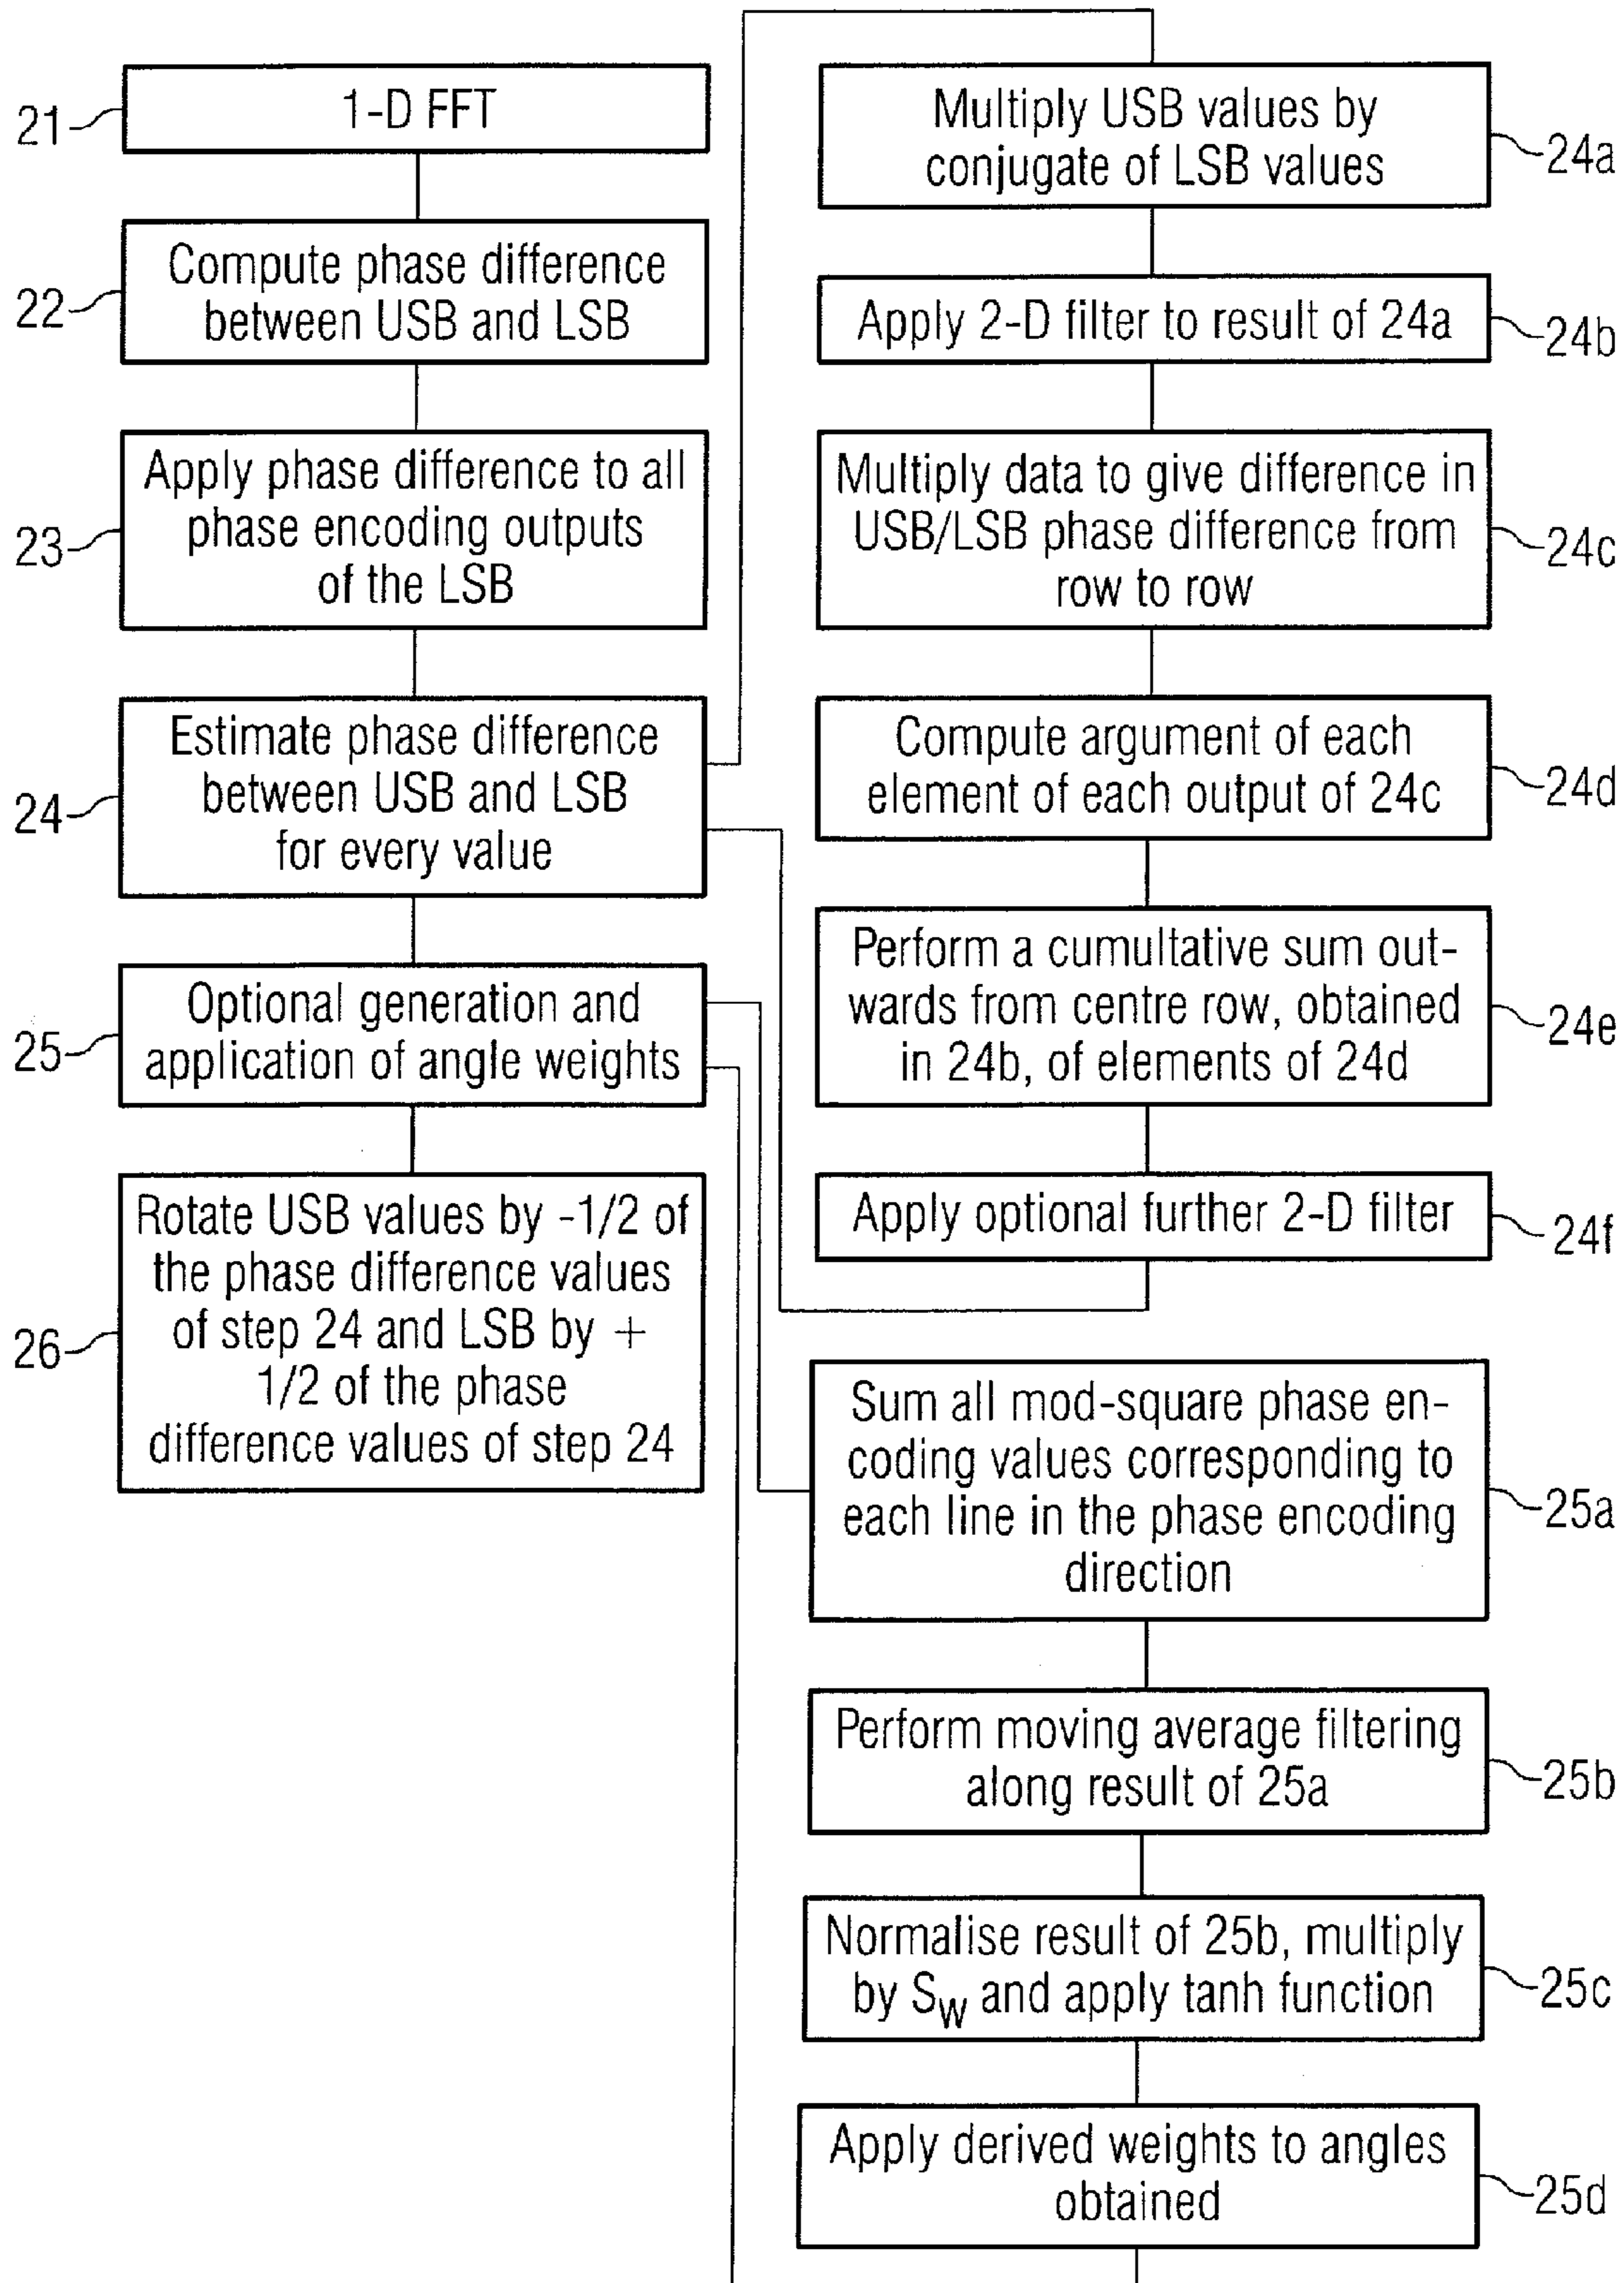 21
1-D FFT
22
Compute phase difference
between USB and LSB
23
Apply phase difference to all
phase encoding outputs
of the LSB
24
Estimate phase difference
between USB and LSB
for every value
25
Optional generation and
application of angle weights
26
Rotate USB values by -1/2 of
the phase difference values
of step 24 and LSB by +
1/2 of the phase
difference values of step 24
Multiply USB values by
conjugate of LSB values
24a
Apply 2-D filter to result of 24a
24b
Multiply data to give difference in
USB/LSB phase difference from
row to row
24c
Compute argument of each
element of each output of 24c
24d
Perform a cumultative sum out-
wards from centre row, obtained
in 24b, of elements of 24d
24e
Apply optional further 2-D filter
24f
Sum all mod-square phase en-
coding values corresponding to
each line in the phase encoding
direction
25a
Perform moving average filtering
along result of 25a
25b
Normalise result of 25b, multiply
by SW and apply tanh function
25c
Apply derived weights to angles
obtained
25d